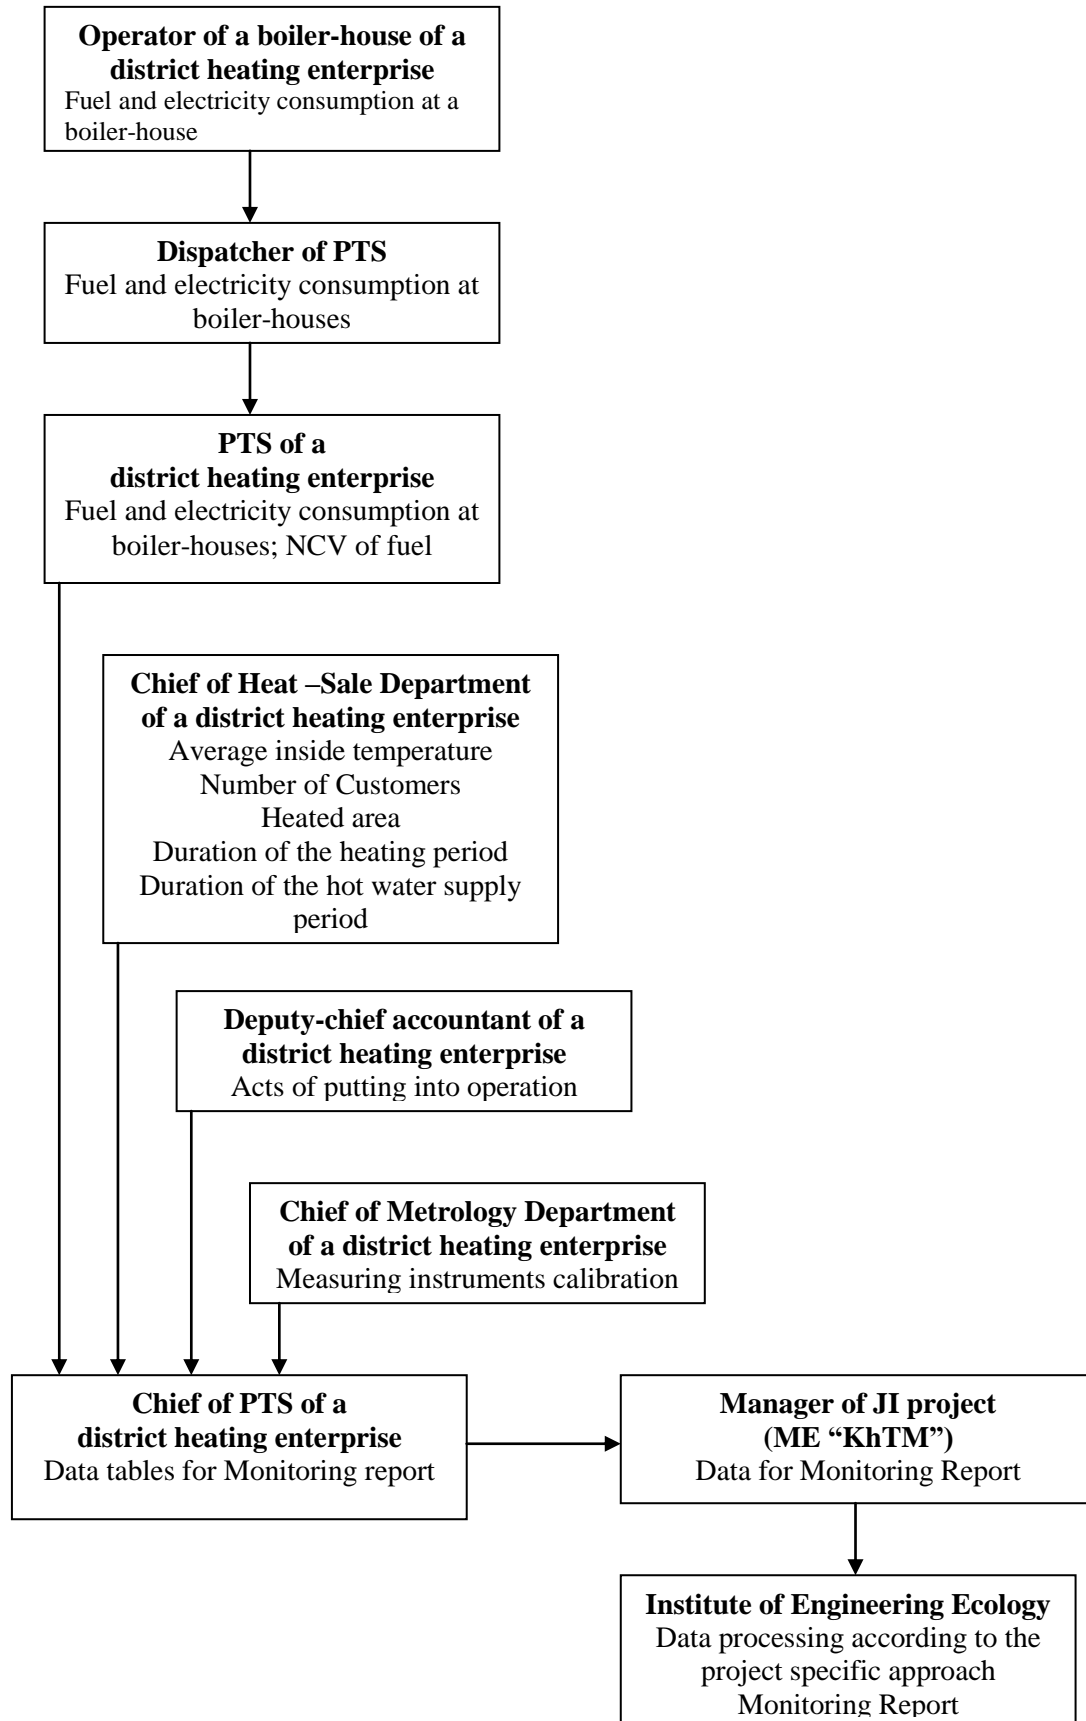 Operator of a boiler-house of a
district heating enterprise
Fuel and electricity consumption at a
boiler-house
Dispatcher of PTS
Fuel and electricity consumption at
boiler-houses
PTS of a
district heating enterprise
Fuel and electricity consumption at
boiler-houses; NCV of fuel
Chief of Heat –Sale Department
of a district heating enterprise
Average inside temperature
Number of Customers
Heated area
Duration of the heating period
Duration of the hot water supply
period
Deputy-chief accountant of a
district heating enterprise
Acts of putting into operation
Chief of Metrology Department
of a district heating enterprise
Measuring instruments calibration
Chief of PTS of a
district heating enterprise
Data tables for Monitoring report
Manager of JI project
(ME “KhTM”)
Data for Monitoring Report
Institute of Engineering Ecology
Data processing according to the
project specific approach
Monitoring Report